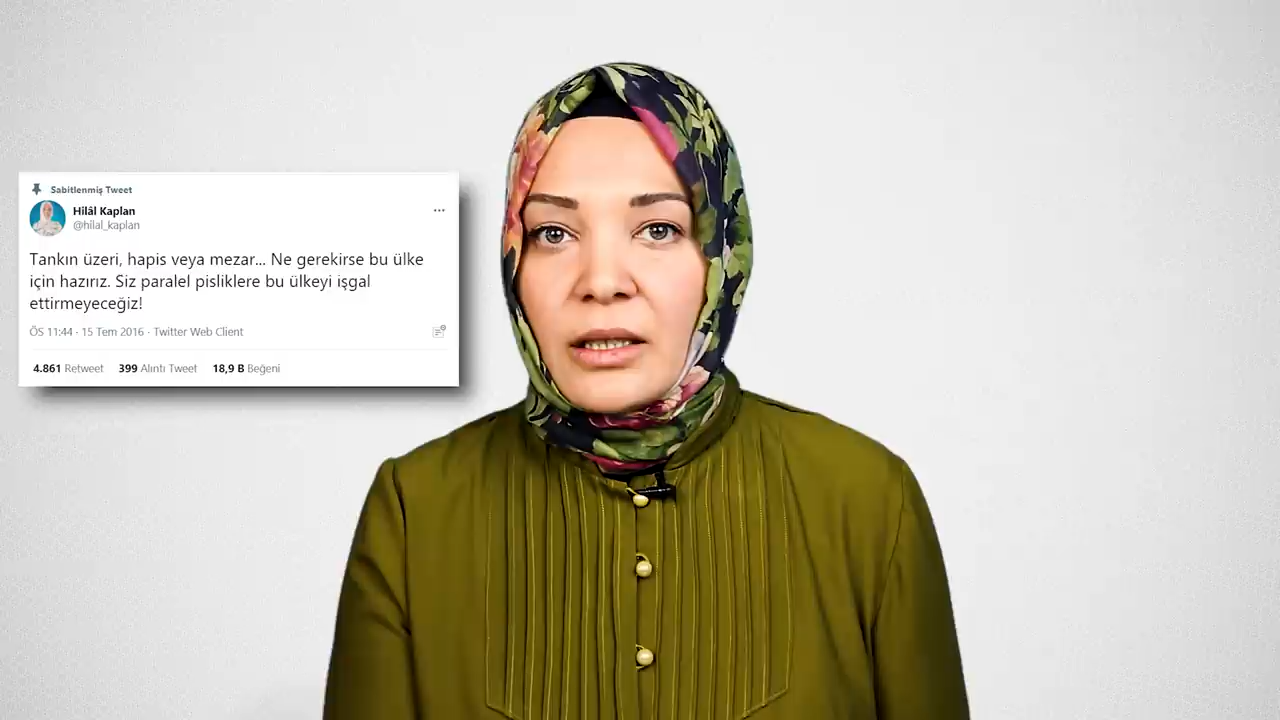 Sabitlenmiş Tweet
Hilâl Kaplan
@hilal_kaplan
Tankın üzeri, hapis veya mezar... Ne gerekirse bu ülke
için hazırız. Siz paralel pisliklere bu ülkeyi işgal
ettirmeyeceğiz!
ÖS 11:44 · 15 Tem 2016 · Twitter Web Client
4.861 Retweet 399 Alıntı Tweet 18,9 B Beğeni